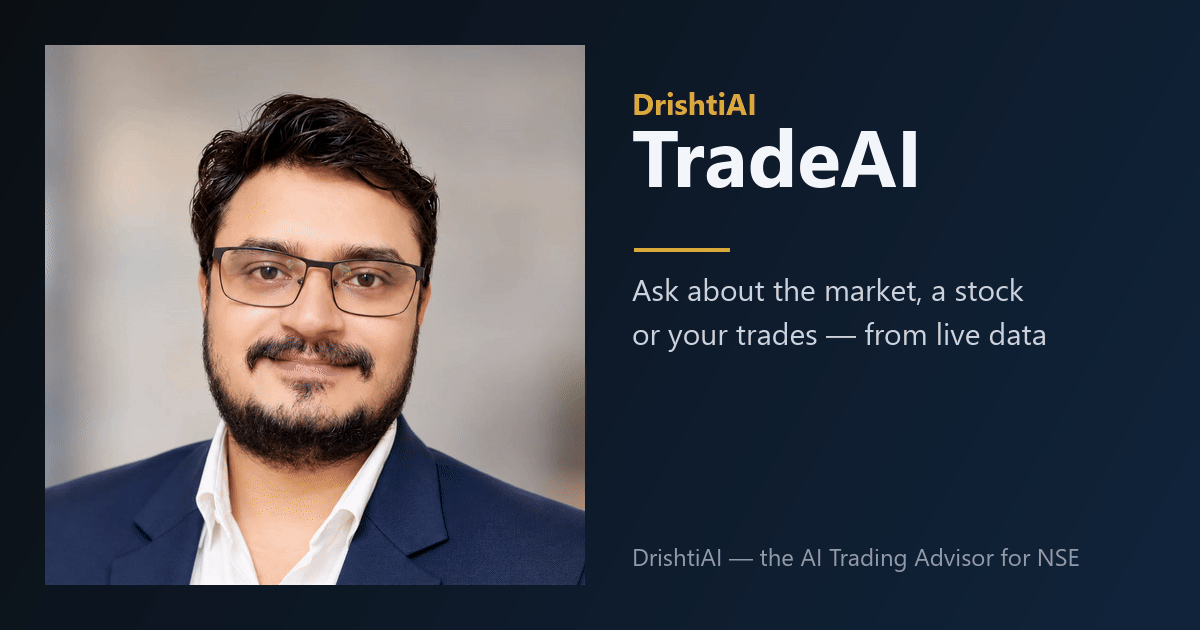 DrishtiAI
TradeAI
Ask about the market, a stock
or your trades — from live data
DrishtiAI — the AI Trading Advisor for NSE